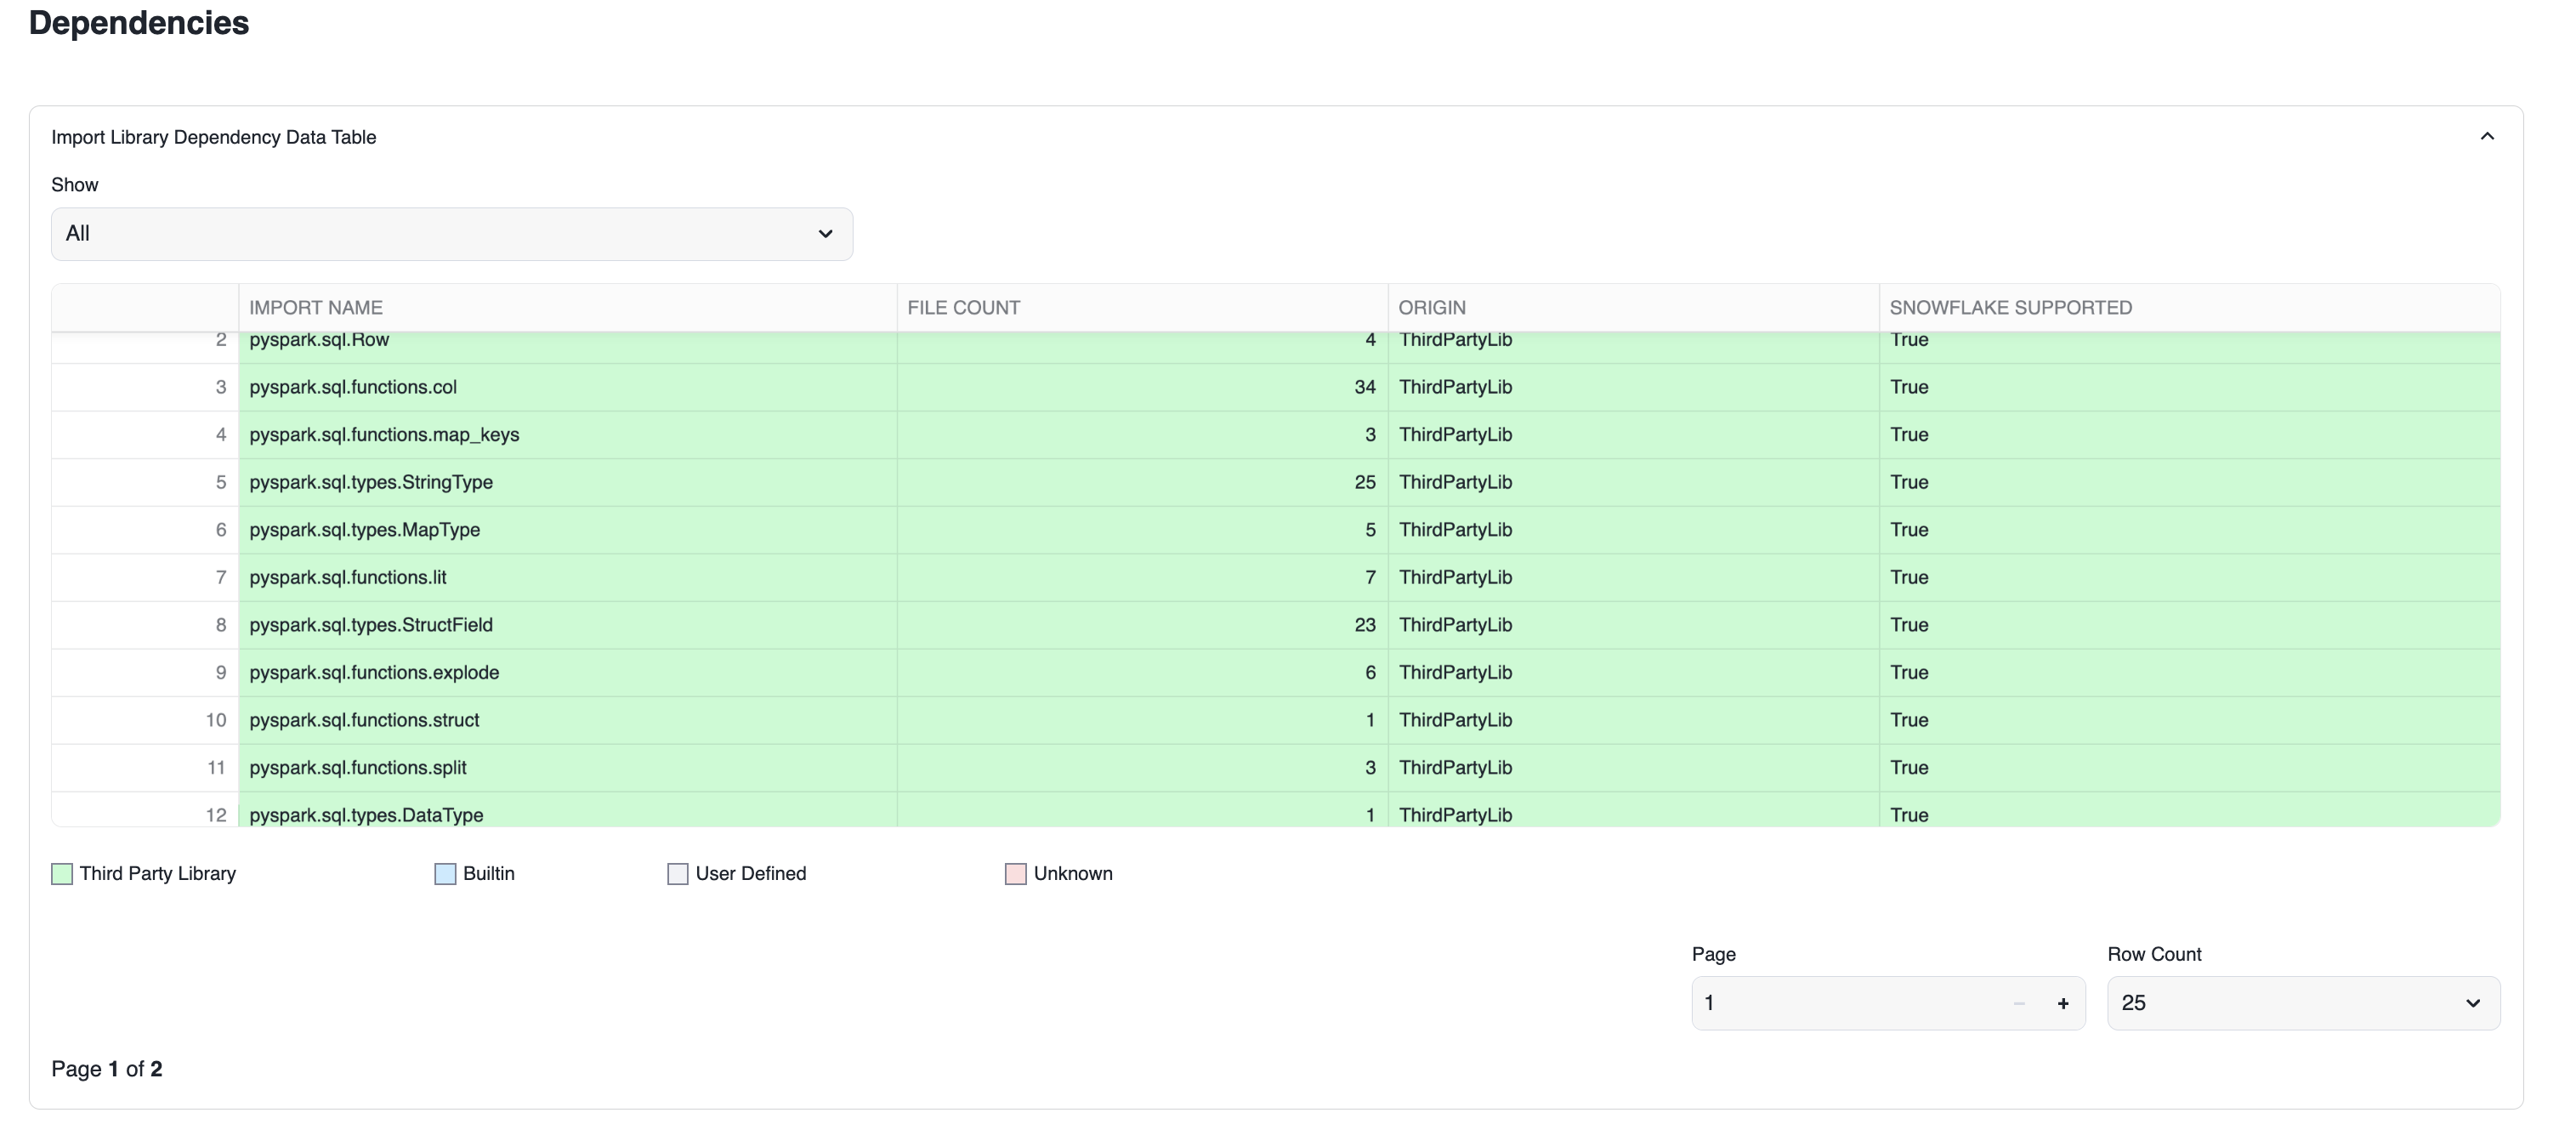 Dependencies
Import Library Dependency Data Table
Show
All
IMPORT NAME FILE COUNT ORIGIN SNOWFLAKE SUPPORTED
2 pyspark.sql.Row 4 ThirdPartyLib True
3 pyspark.sql.functions.col 34 ThirdPartyLib True
4 pyspark.sql.functions.map_keys 3 ThirdPartyLib True
5 pyspark.sql.types.StringType 25 ThirdPartyLib True
6 pyspark.sql.types.MapType 5 ThirdPartyLib True
7 pyspark.sql.functions.lit 7 ThirdPartyLib True
8 pyspark.sql.types.StructField 23 ThirdPartyLib True
9 pyspark.sql.functions.explode 6 ThirdPartyLib True
10 pyspark.sql.functions.struct 1 ThirdPartyLib True
11 pyspark.sql.functions.split 3 ThirdPartyLib True
12 pyspark.sql.types.DataType 1 ThirdPartyLib True
Third Party Library Builtin User Defined Unknown
Page Row Count
1 − + 25
Page 1 of 2